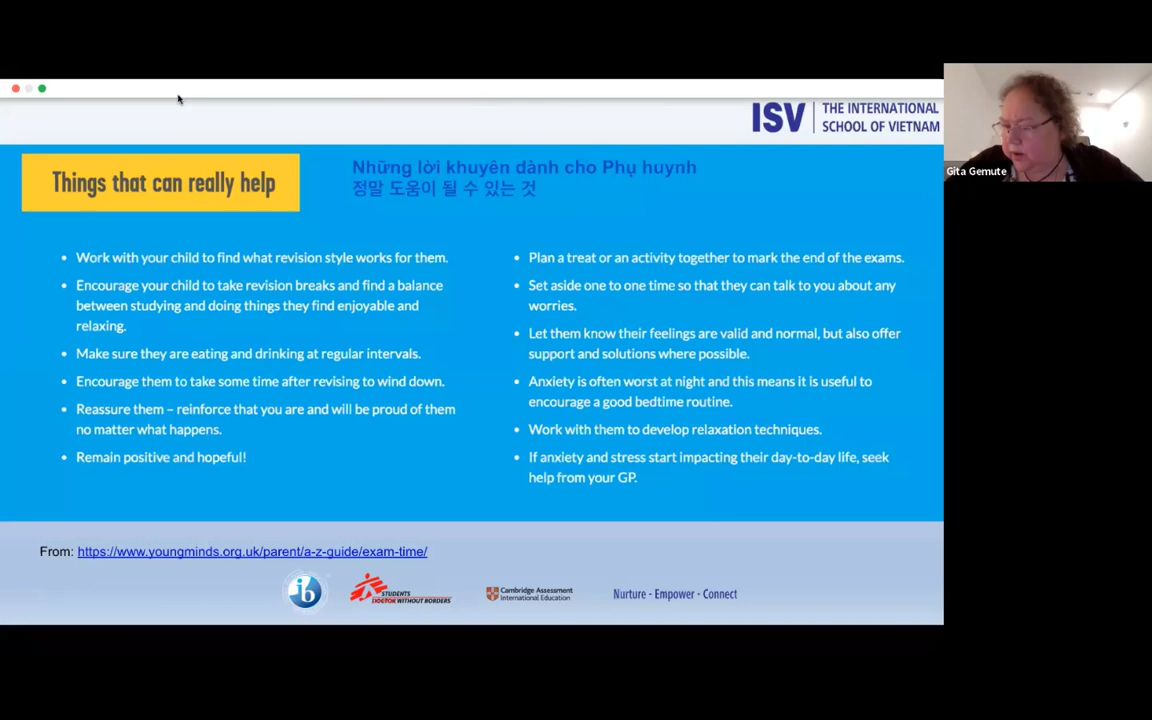 ISV
THE INTERNATIONAL
SCHOOL OF VIETNAM
Things that can really help
Những lời khuyên dành cho Phụ huynh
정말 도움이 될 수 있는 것
Gita Gemute
• Work with your child to find what revision style works for them.
• Encourage your child to take revision breaks and find a balance
between studying and doing things they find enjoyable and
relaxing.
• Make sure they are eating and drinking at regular intervals.
• Encourage them to take some time after revising to wind down.
• Reassure them – reinforce that you are and will be proud of them
no matter what happens.
• Remain positive and hopeful!
• Plan a treat or an activity together to mark the end of the exams.
• Set aside one to one time so that they can talk to you about any
worries.
• Let them know their feelings are valid and normal, but also offer
support and solutions where possible.
• Anxiety is often worst at night and this means it is useful to
encourage a good bedtime routine.
• Work with them to develop relaxation techniques.
• If anxiety and stress start impacting their day-to-day life, seek
help from your GP.
From: https://www.youngminds.org.uk/parent/a-z-guide/exam-time/
ib
STUDENTS
DOCTOR WITHOUT BORDERS
Cambridge Assessment
International Education
Nurture - Empower - Connect